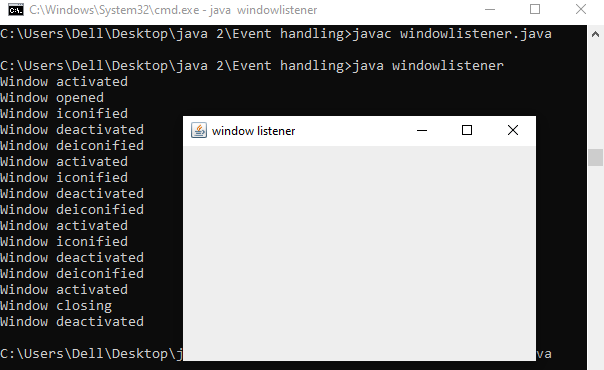 C:\Windows\System32\cmd.exe - java  windowlistener
C:\Users\Dell\Desktop\java 2\Event handling>javac windowlistener.java
C:\Users\Dell\Desktop\java 2\Event handling>java windowlistener
Window activated
Window opened
Window iconified
Window deactivated
Window deiconified
Window activated
Window iconified
Window deactivated
Window deiconified
Window activated
Window iconified
Window deactivated
Window deiconified
Window activated
Window closing
Window deactivated
C:\Users\Dell\Desktop\
window listener